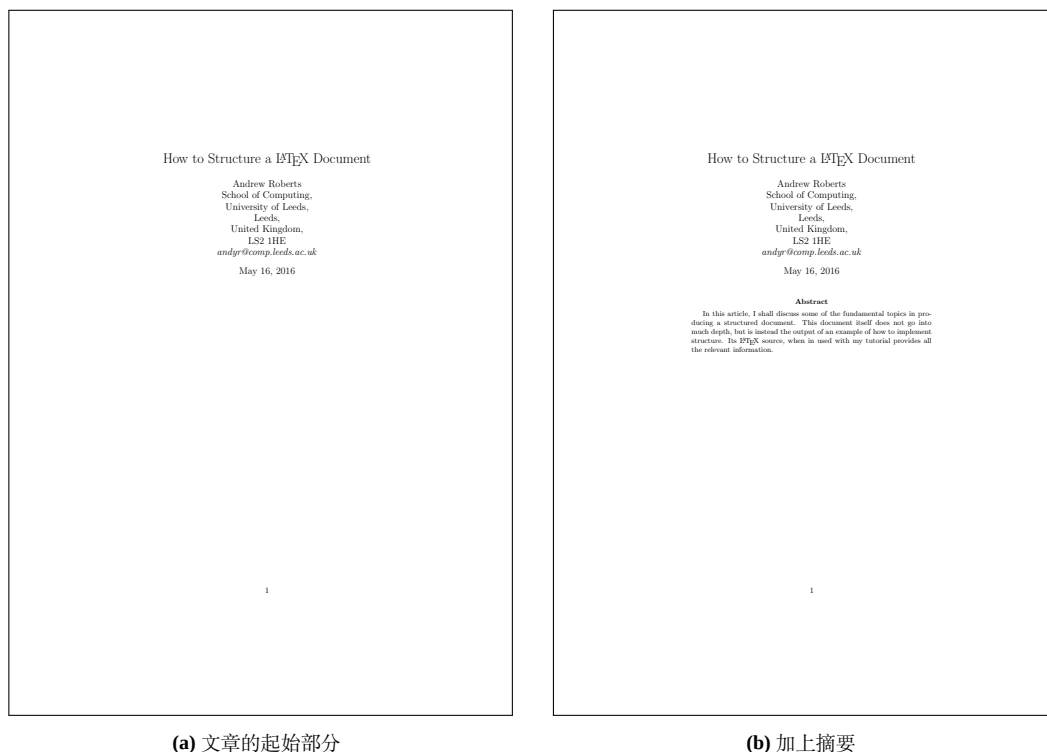 How to Structure a LATEX Document
Andrew Roberts
School of Computing,
University of Leeds,
Leeds,
United Kingdom,
LS2 1HE
andyr@comp.leeds.ac.uk
May 16, 2016
1
(a) 文章的起始部分
How to Structure a LATEX Document
Andrew Roberts
School of Computing,
University of Leeds,
Leeds,
United Kingdom,
LS2 1HE
andyr@comp.leeds.ac.uk
May 16, 2016
Abstract
In this article, I shall discuss some of the fundamental topics in pro-
ducing a structured document. This document itself does not go into
much depth, but is instead the output of an example of how to implement
structure. Its LATEX source, when in used with my tutorial provides all
the relevant information.
1
(b) 加上摘要